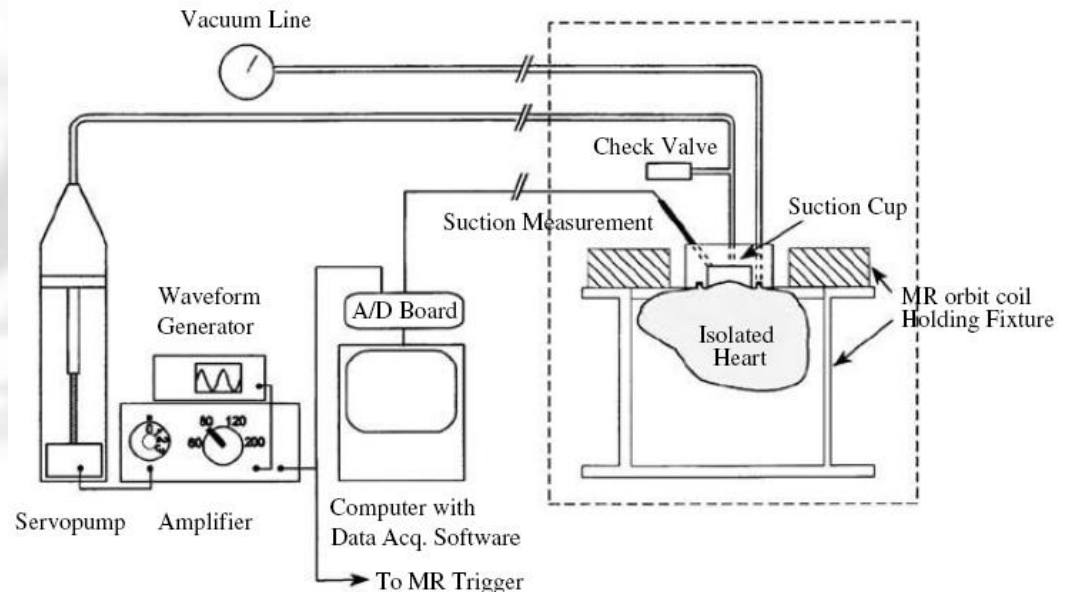 Vacuum Line
Check Valve
Suction Cup
Suction Measurement
Waveform
Generator
A/D Board
MR orbit coil
Holding Fixture
Isolated
Heart
80 120
60 200
Servopump
Amplifier
Computer with
Data Acq. Software
To MR Trigger